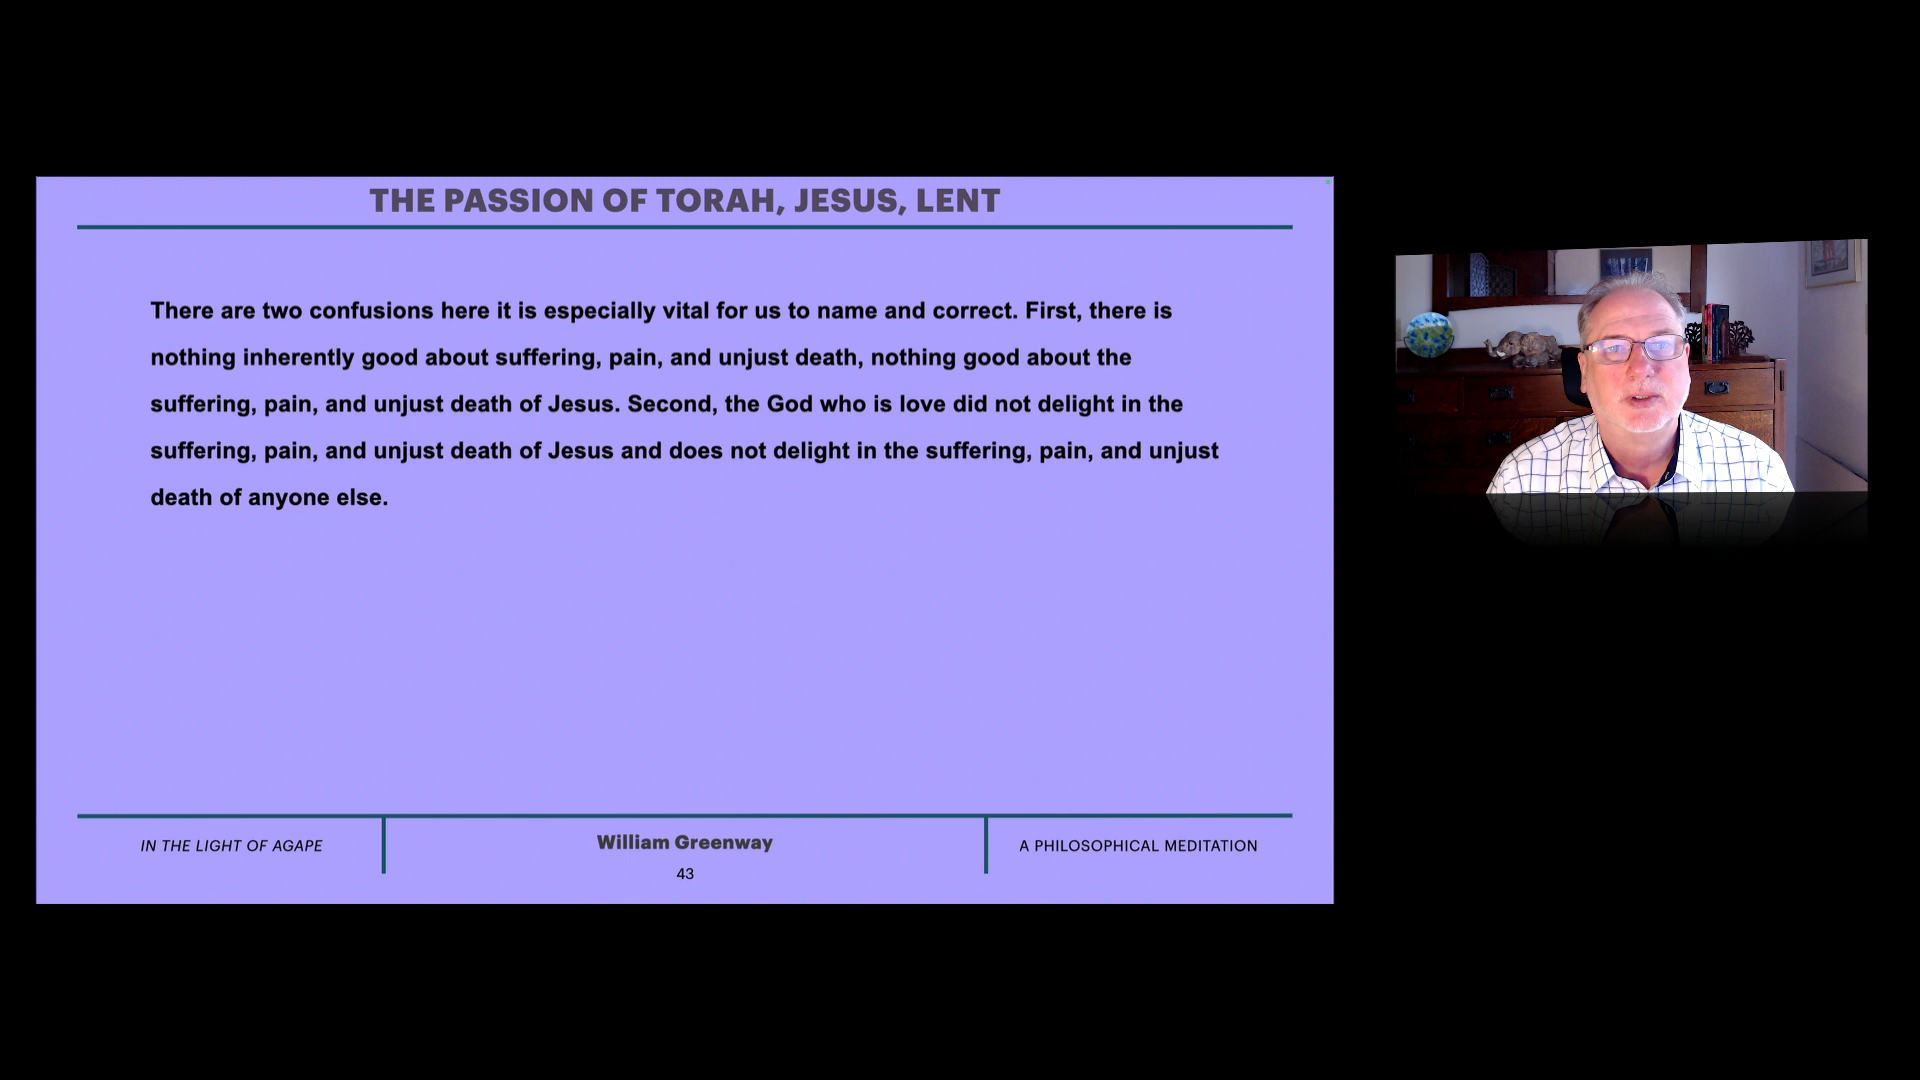 THE PASSION OF TORAH, JESUS, LENT
There are two confusions here it is especially vital for us to name and correct. First, there is
nothing inherently good about suffering, pain, and unjust death, nothing good about the
suffering, pain, and unjust death of Jesus. Second, the God who is love did not delight in the
suffering, pain, and unjust death of Jesus and does not delight in the suffering, pain, and unjust
death of anyone else.
IN THE LIGHT OF AGAPE
William Greenway
43
A PHILOSOPHICAL MEDITATION